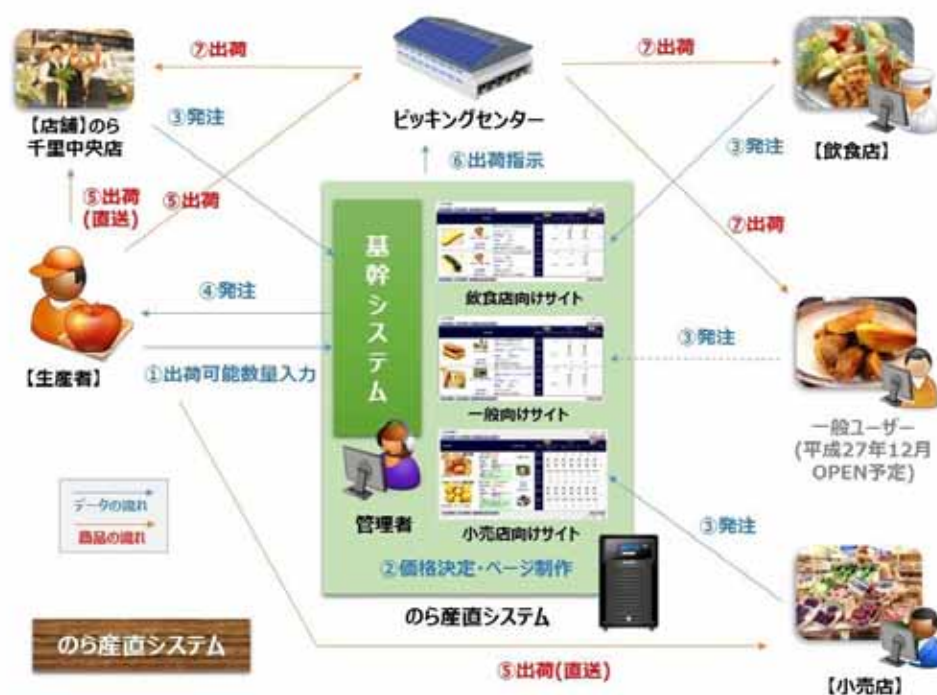 ⑦出荷
⑦出荷
【店舗】のら
千里中央店
ピッキングセンター
【飲食店】
③発注
③発注
⑥出荷指示
⑤出荷
(直送)
⑤出荷
⑦出荷
基幹システム
飲食店向けサイト
④発注
③発注
【生産者】
①出荷可能数量入力
一般向けサイト
一般ユーザー
(平成27年12月
OPEN予定)
データの流れ
商品の流れ
管理者
小売店向けサイト
③発注
②価格決定・ページ制作
のら産直システム
のら産直システム
⑤出荷(直送)
【小売店】